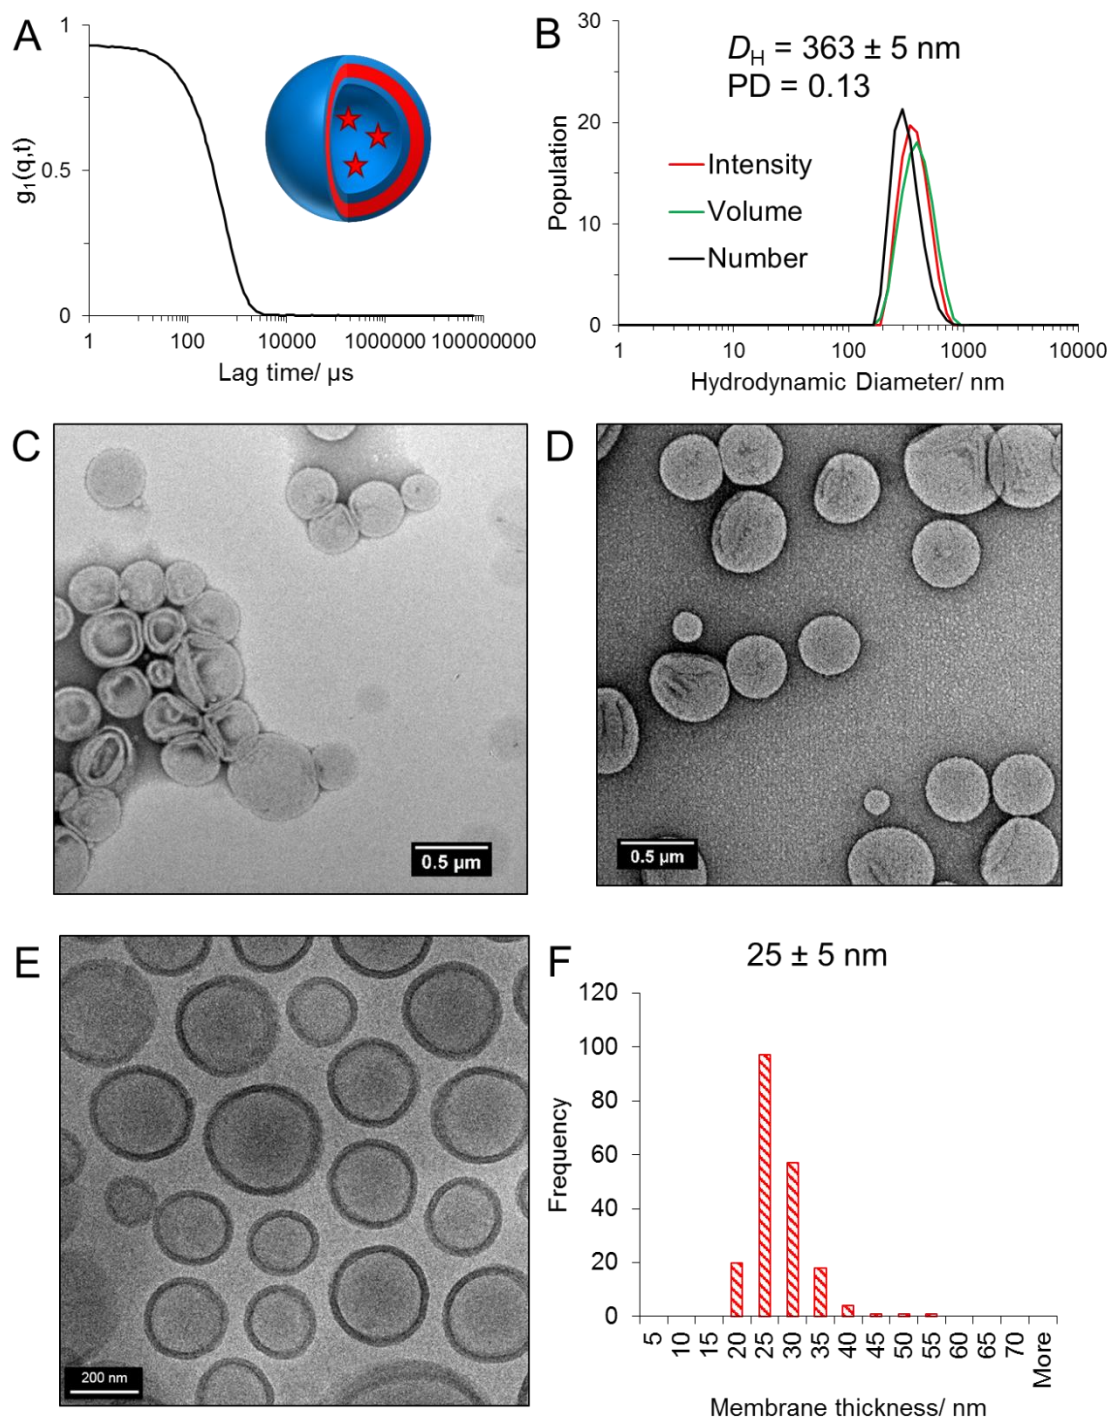 A
1
0.5
0
g₁(q,t)
1
100
10000
1000000
100000000
Lag time/ µs
B
30
20
10
0
Population
D_H = 363 ± 5 nm
PD = 0.13
Intensity
Volume
Number
1
10
100
1000
10000
Hydrodynamic Diameter/ nm
C
0.5 µm
D
0.5 µm
E
200 nm
F
25 ± 5 nm
120
100
80
60
40
20
0
Frequency
5
10
15
20
25
30
35
40
45
50
55
60
65
70
More
Membrane thickness/ nm